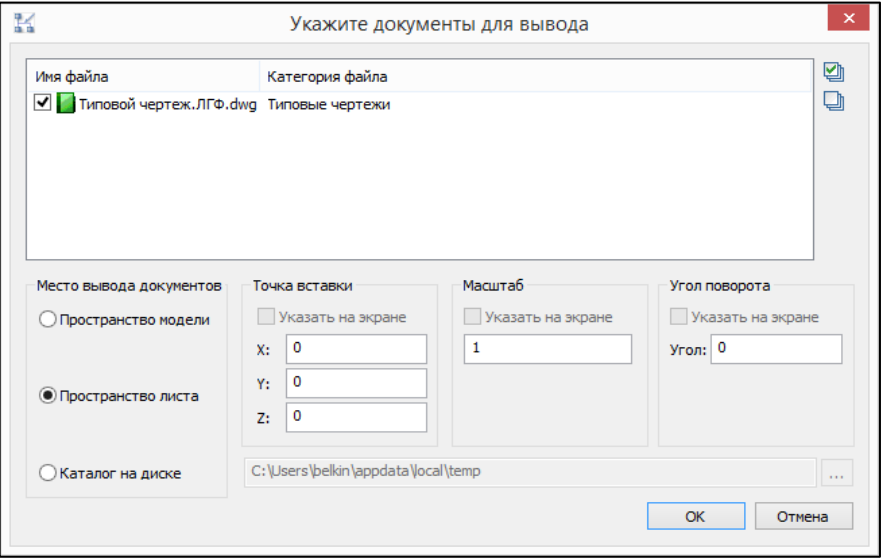 Укажите документы для вывода
Имя файла Категория файла
Типовой чертеж.ЛГФ.dwg Типовые чертежи
Место вывода документов
Пространство модели
Пространство листа
Каталог на диске
Точка вставки
Указать на экране
X: 0
Y: 0
Z: 0
Масштаб
Указать на экране
1
Угол поворота
Указать на экране
Угол: 0
C:\Users\belkin\appdata\local\temp
...
OK Отмена